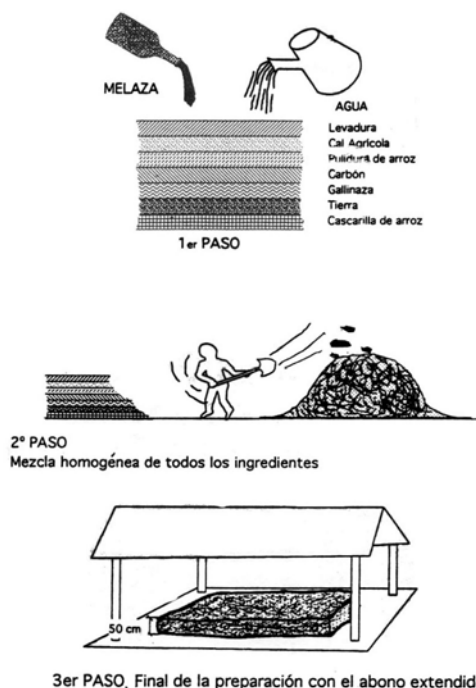 MELAZA
AGUA
Levadura
Cal Agrícola
Pulidura de arroz
Carbón
Gallinaza
Tierra
Cascarilla de arroz
1er PASO
2º PASO
Mezcla homogénea de todos los ingredientes
50 cm
3er PASO. Final de la preparación con el abono extendid